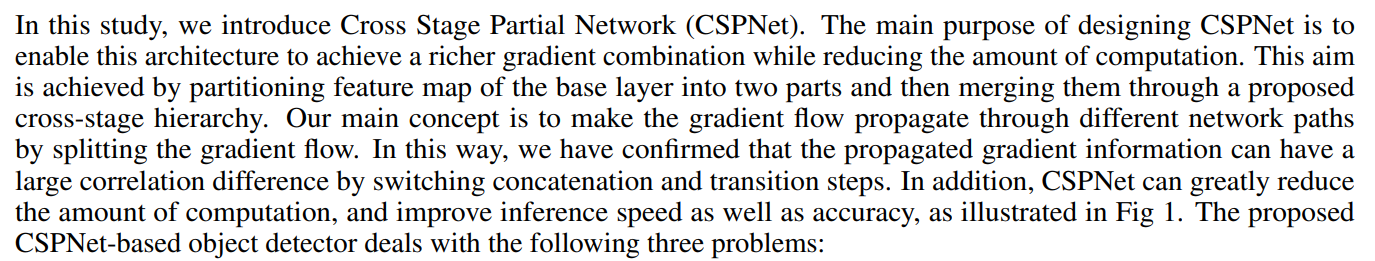 In this study, we introduce Cross Stage Partial Network (CSPNet). The main purpose of designing CSPNet is to
enable this architecture to achieve a richer gradient combination while reducing the amount of computation. This aim
is achieved by partitioning feature map of the base layer into two parts and then merging them through a proposed
cross-stage hierarchy. Our main concept is to make the gradient flow propagate through different network paths
by splitting the gradient flow. In this way, we have confirmed that the propagated gradient information can have a
large correlation difference by switching concatenation and transition steps. In addition, CSPNet can greatly reduce
the amount of computation, and improve inference speed as well as accuracy, as illustrated in Fig 1. The proposed
CSPNet-based object detector deals with the following three problems: